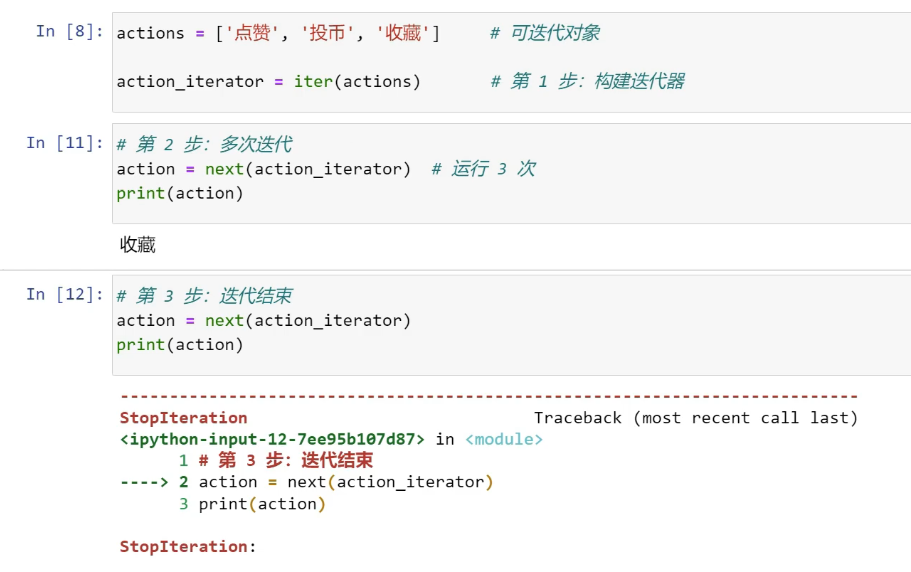 In [8]: actions = ['点赞', '投币', '收藏']     # 可迭代对象
action_iterator = iter(actions)       # 第 1 步：构建迭代器
In [11]: # 第 2 步：多次迭代
action = next(action_iterator)  # 运行 3 次
print(action)
收藏
In [12]: # 第 3 步：迭代结束
action = next(action_iterator)
print(action)
---------------------------------------------------------------------------
StopIteration                             Traceback (most recent call last)
<ipython-input-12-7ee95b107d87> in <module>
      1 # 第 3 步：迭代结束
----> 2 action = next(action_iterator)
      3 print(action)
StopIteration: